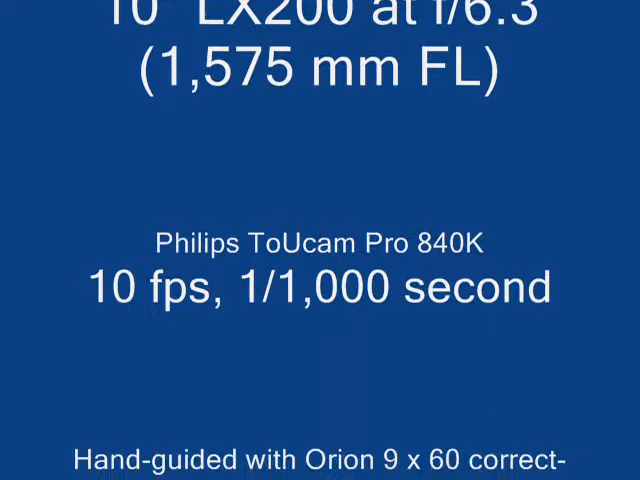 10" LX200 at f/6.3
(1,575 mm FL)
Philips ToUcam Pro 840K
10 fps, 1/1,000 second
Hand-guided with Orion 9 x 60 correct-